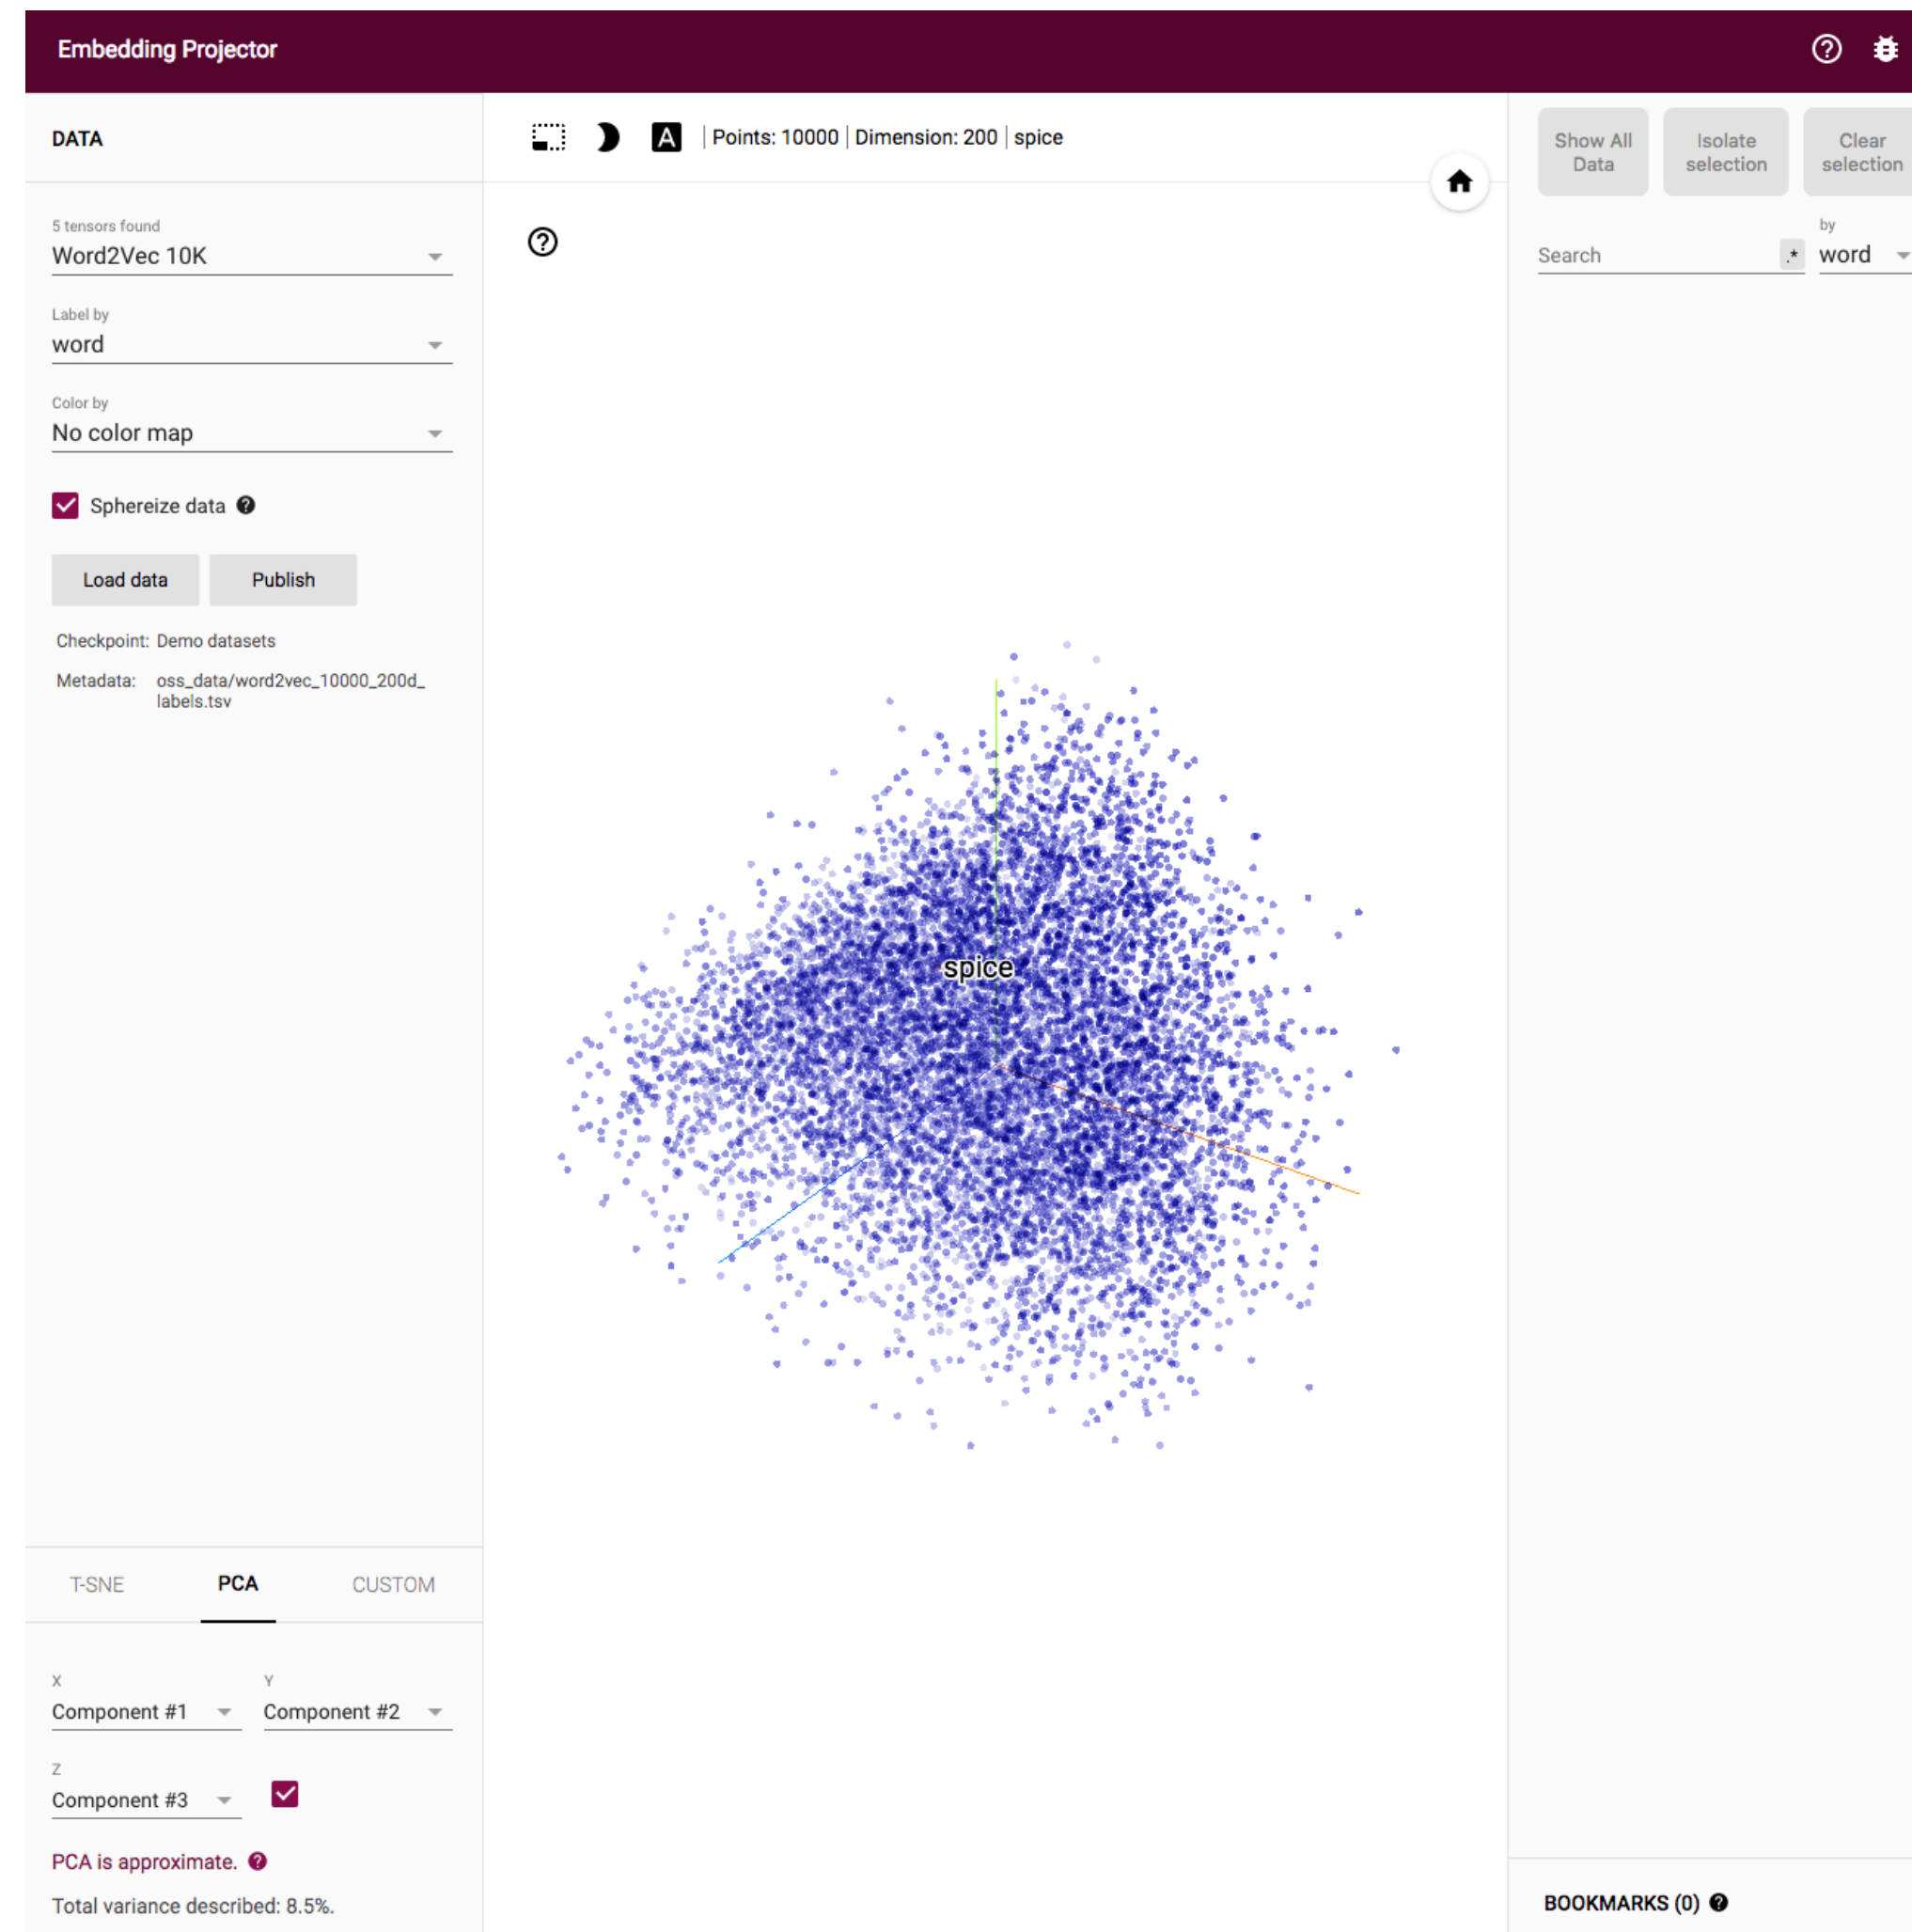 Embedding Projector
DATA
5 tensors found
Word2Vec 10K
Label by
word
Color by
No color map
Sphereize data
Load data
Publish
Checkpoint: Demo datasets
Metadata: oss_data/word2vec_10000_200d_
labels.tsv
T-SNE
PCA
CUSTOM
X
Component #1
Y
Component #2
Z
Component #3
PCA is approximate.
Total variance described: 8.5%.
A
Points: 10000 | Dimension: 200 | spice
spice
Show All
Data
Isolate
selection
Clear
selection
Search
.*
by
word
BOOKMARKS (0)